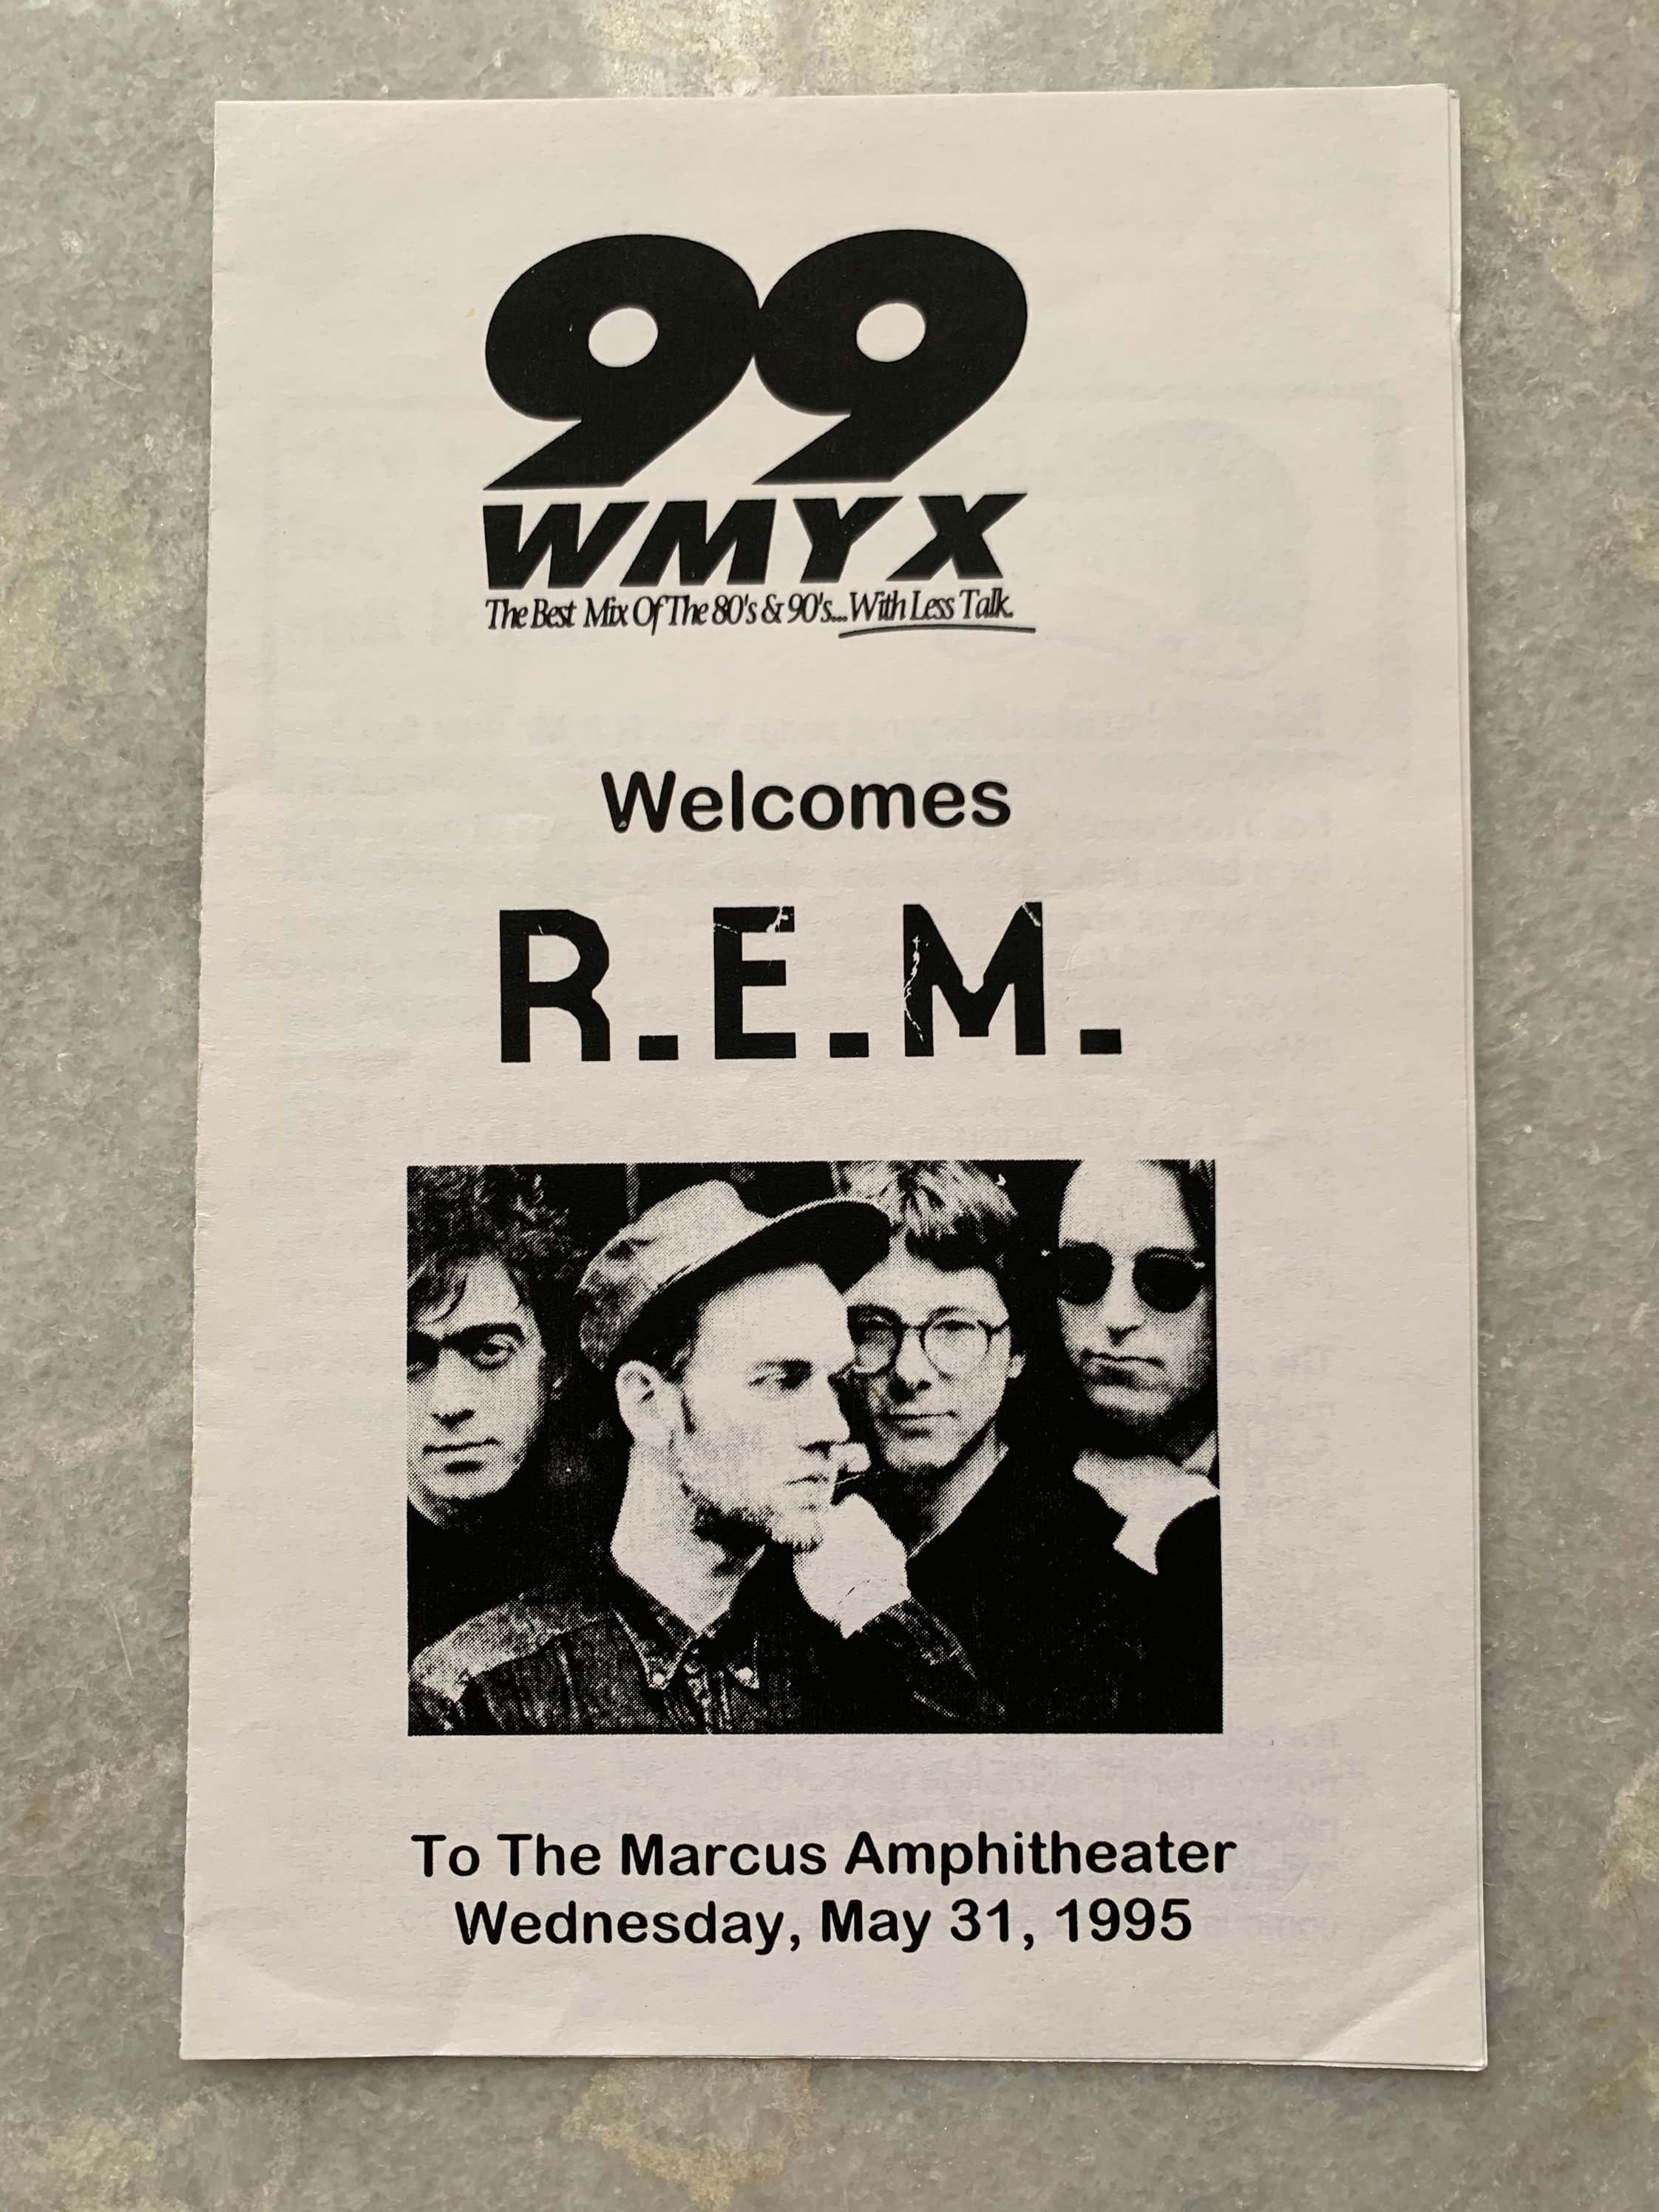 99
WMYX
The Best Mix Of The 80's & 90's... With Less Talk.
Welcomes
R.E.M.
To The Marcus Amphitheater
Wednesday, May 31, 1995